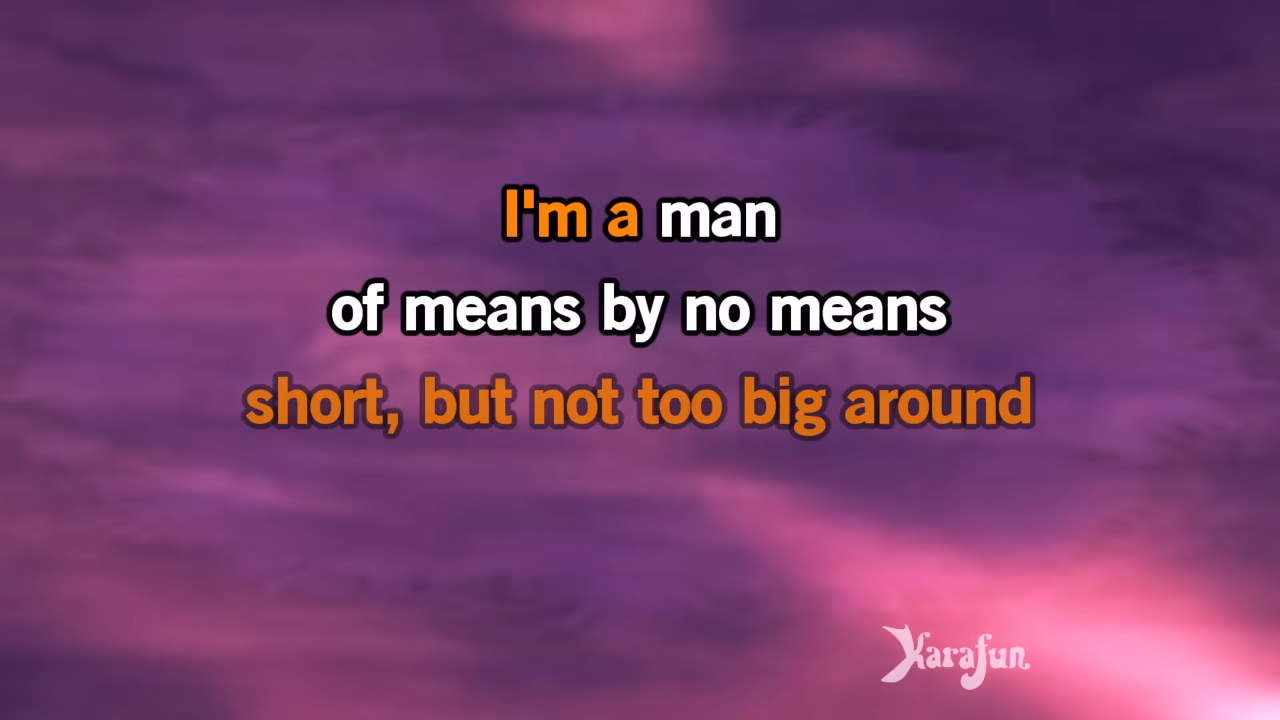 I'm a man
of means by no means
short, but not too big around
Karafun